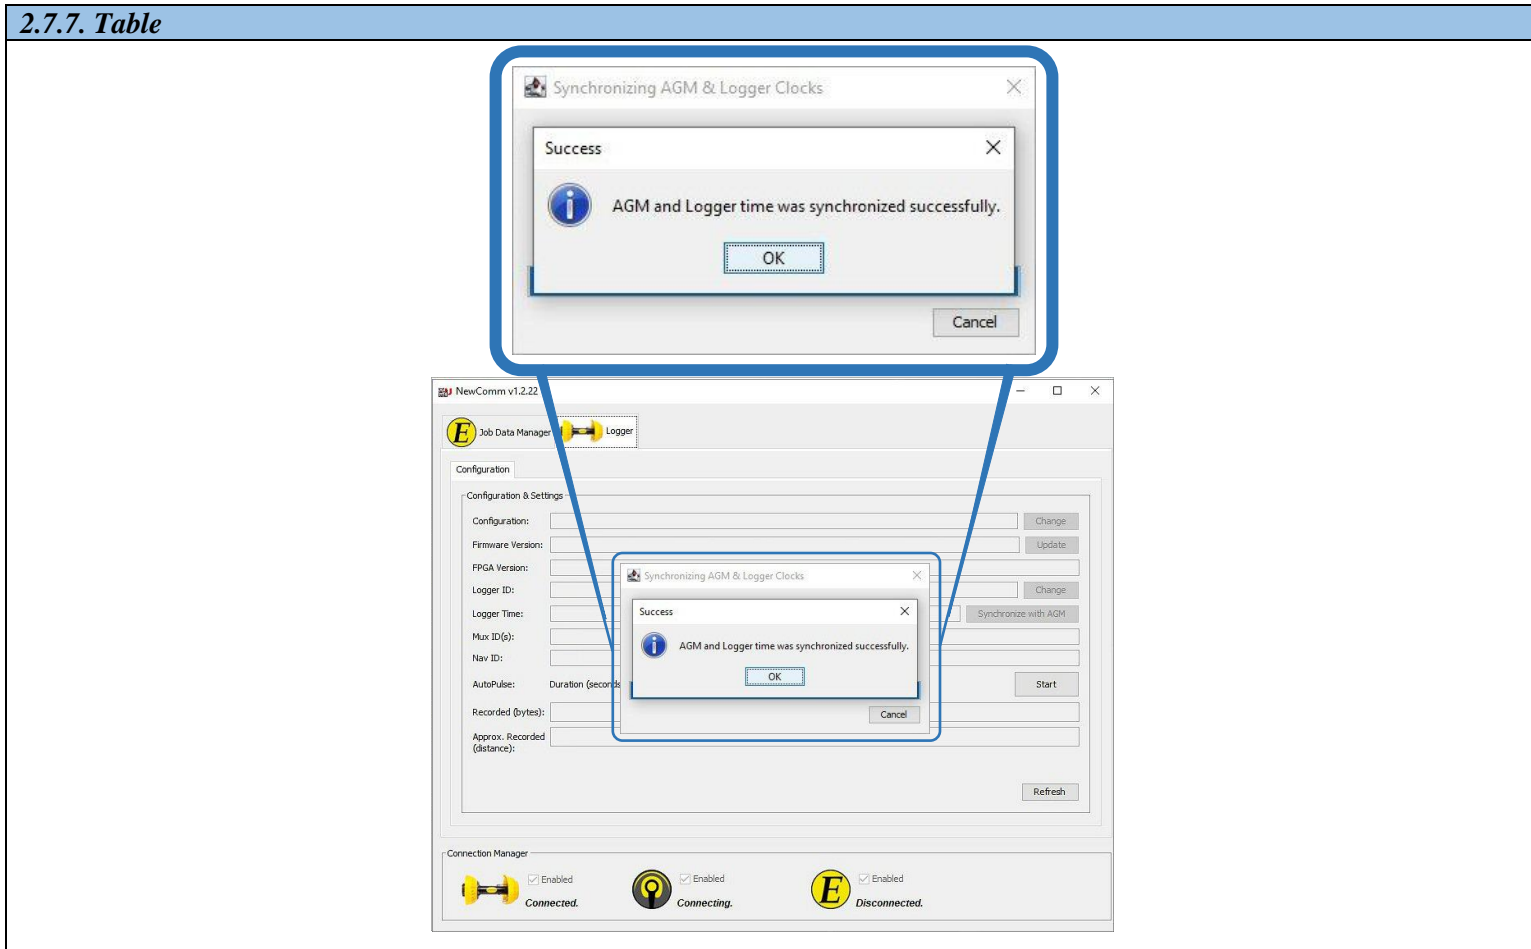 2.7.7. Table
Synchronizing AGM & Logger Clocks
Success
AGM and Logger time was synchronized successfully.
OK
Cancel
NewComm v1.2.22
E Job Data Manager
Logger
Configuration
Configuration & Settings
Configuration:
Change
Firmware Version:
Update
FPGA Version:
Logger ID:
Change
Logger Time:
Synchronize with AGM
Mux ID(s):
Nav ID:
AutoPulse: Duration (seconds
Start
Recorded (bytes):
Approx. Recorded
(distance):
Synchronizing AGM & Logger Clocks
Success
AGM and Logger time was synchronized successfully.
OK
Cancel
Refresh
Connection Manager
Enabled
Connected.
Enabled
Connecting.
E
Enabled
Disconnected.